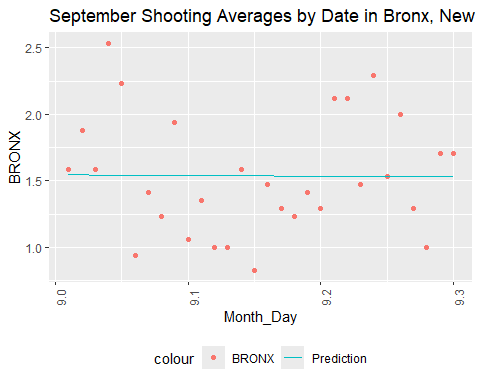 September Shooting Averages by Date in Bronx, New
2.5
2.0
1.5
1.0
BRONX
9.0
9.1
9.2
9.3
Month_Day
colour BRONX Prediction